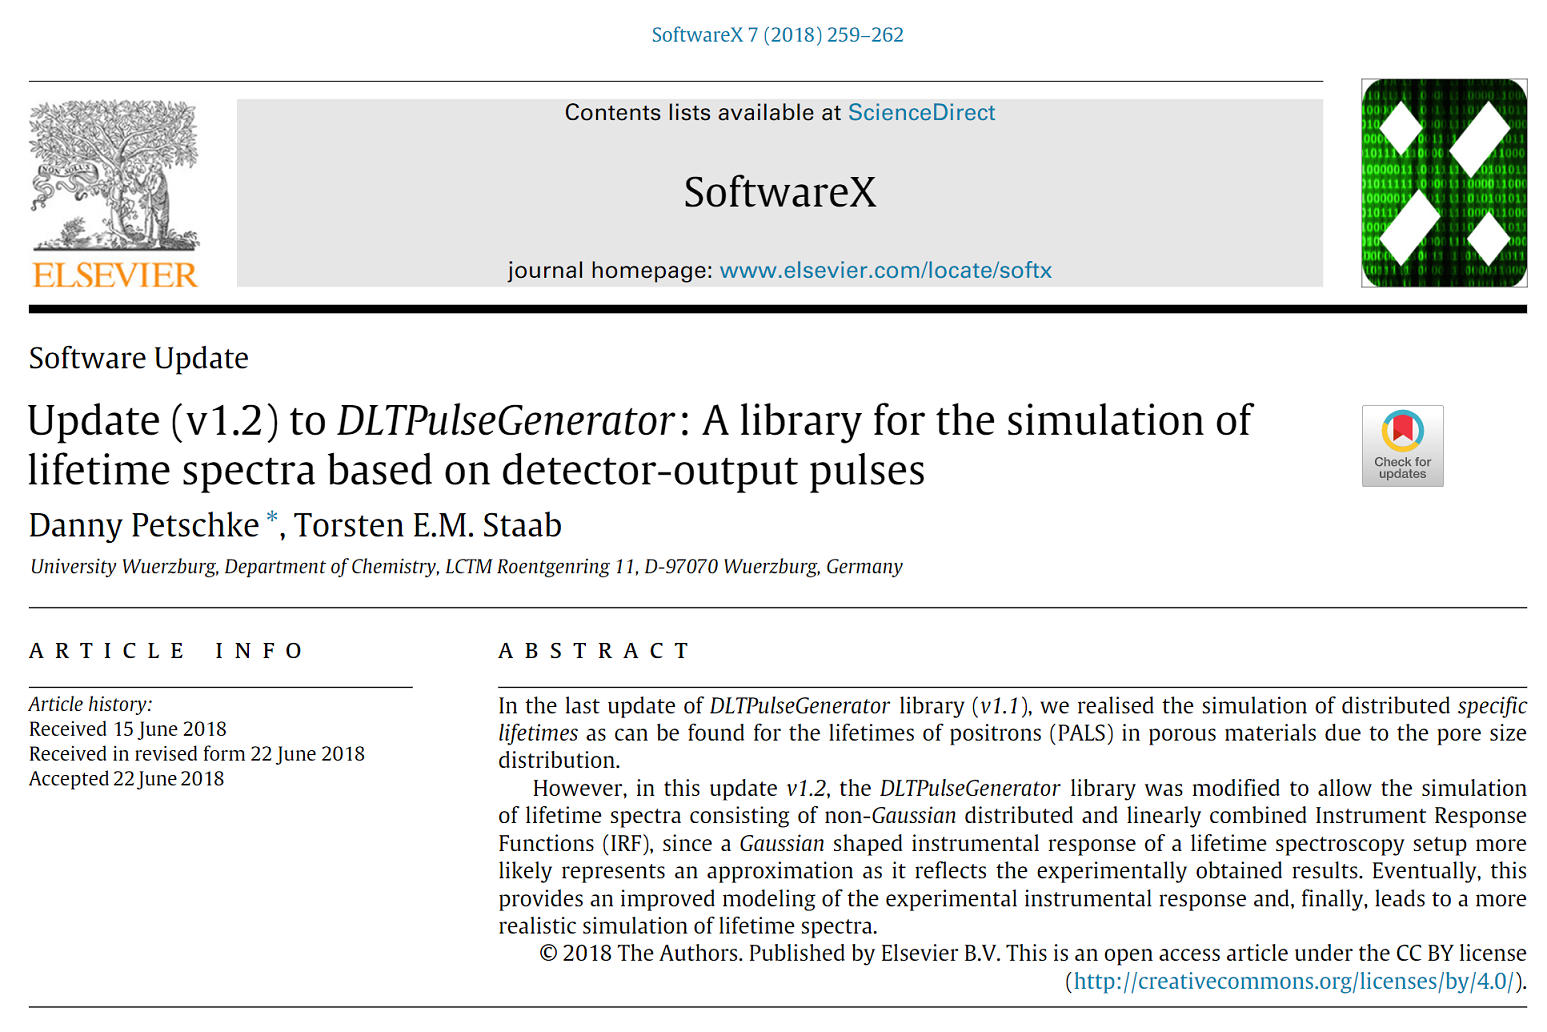 SoftwareX 7 (2018) 259–262
Contents lists available at ScienceDirect
SoftwareX
journal homepage: www.elsevier.com/locate/softx
NON SOLUS
ELSEVIER
Software Update
Update (v1.2) to DLTPulseGenerator: A library for the simulation of
lifetime spectra based on detector-output pulses
Check for
updates
Danny Petschke *, Torsten E.M. Staab
University Wuerzburg, Department of Chemistry, LCTM Roentgenring 11, D-97070 Wuerzburg, Germany
ARTICLE INFO
Article history:
Received 15 June 2018
Received in revised form 22 June 2018
Accepted 22 June 2018
ABSTRACT
In the last update of DLTPulseGenerator library (v1.1), we realised the simulation of distributed specific
lifetimes as can be found for the lifetimes of positrons (PALS) in porous materials due to the pore size
distribution.
However, in this update v1.2, the DLTPulseGenerator library was modified to allow the simulation
of lifetime spectra consisting of non-Gaussian distributed and linearly combined Instrument Response
Functions (IRF), since a Gaussian shaped instrumental response of a lifetime spectroscopy setup more
likely represents an approximation as it reflects the experimentally obtained results. Eventually, this
provides an improved modeling of the experimental instrumental response and, finally, leads to a more
realistic simulation of lifetime spectra.
© 2018 The Authors. Published by Elsevier B.V. This is an open access article under the CC BY license
(http://creativecommons.org/licenses/by/4.0/).